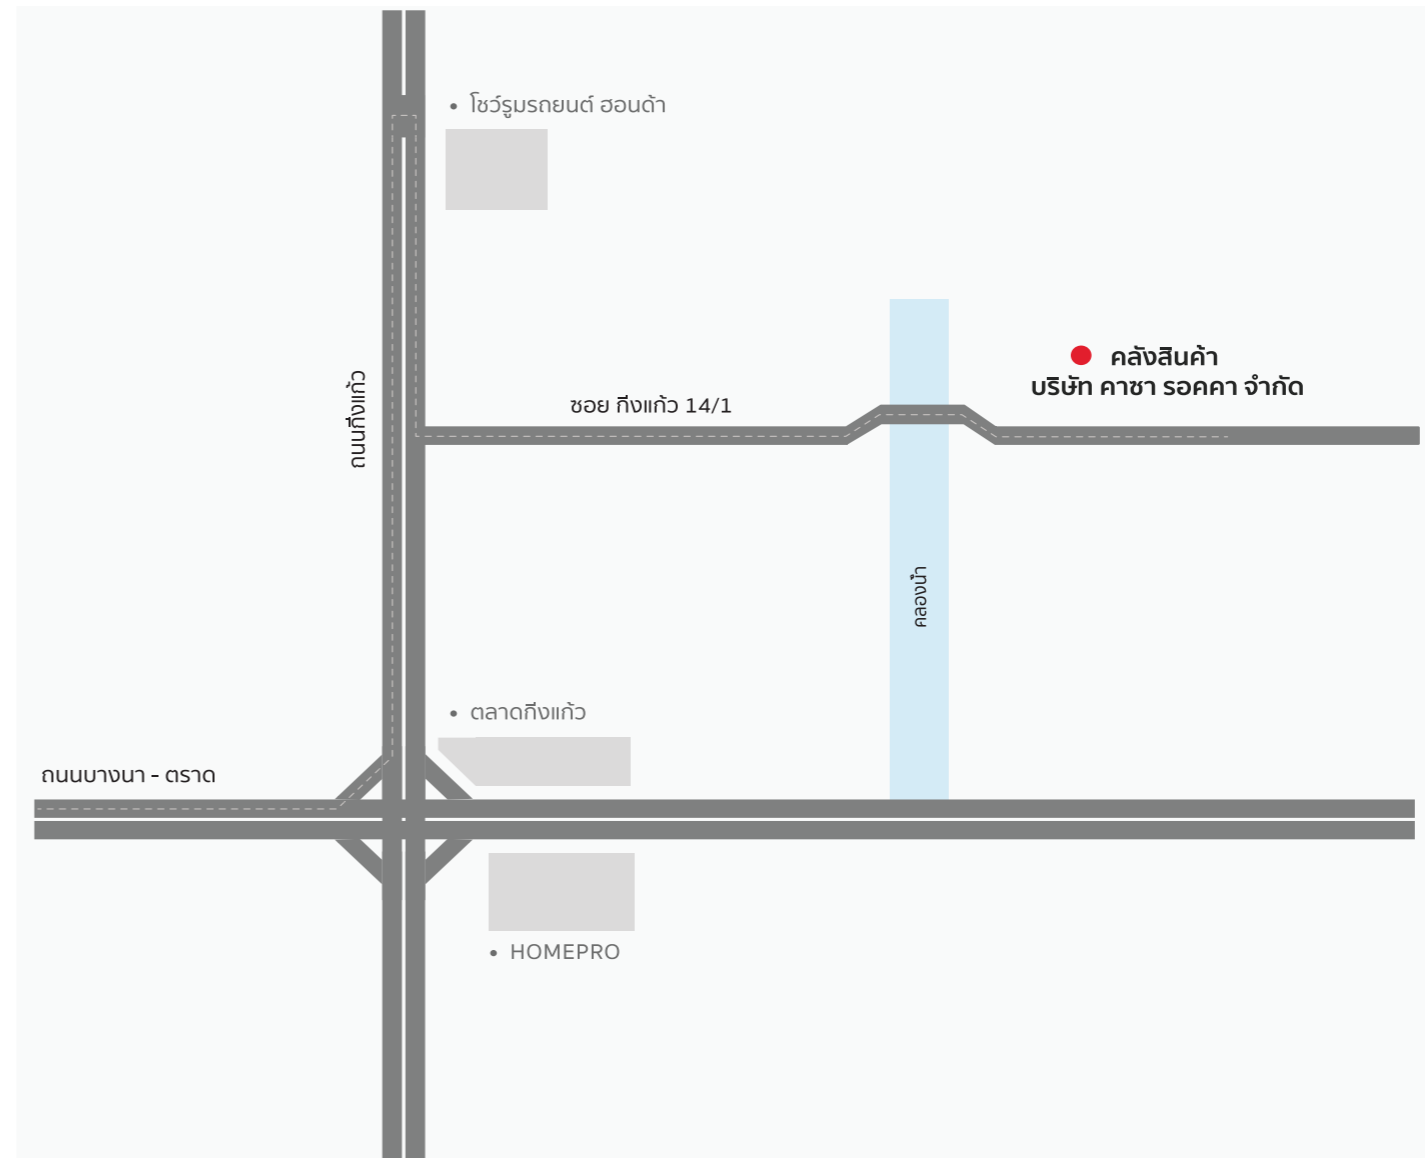 โชว์รูมรถยนต์ ฮอนด้า
คลังสินค้า
บริษัท คาซา รอคคา จำกัด
ซอย กิ่งแก้ว 14/1
ถนนกิ่งแก้ว
คลองน้ำ
ตลาดกิ่งแก้ว
ถนนบางนา - ตราด
HOMEPRO